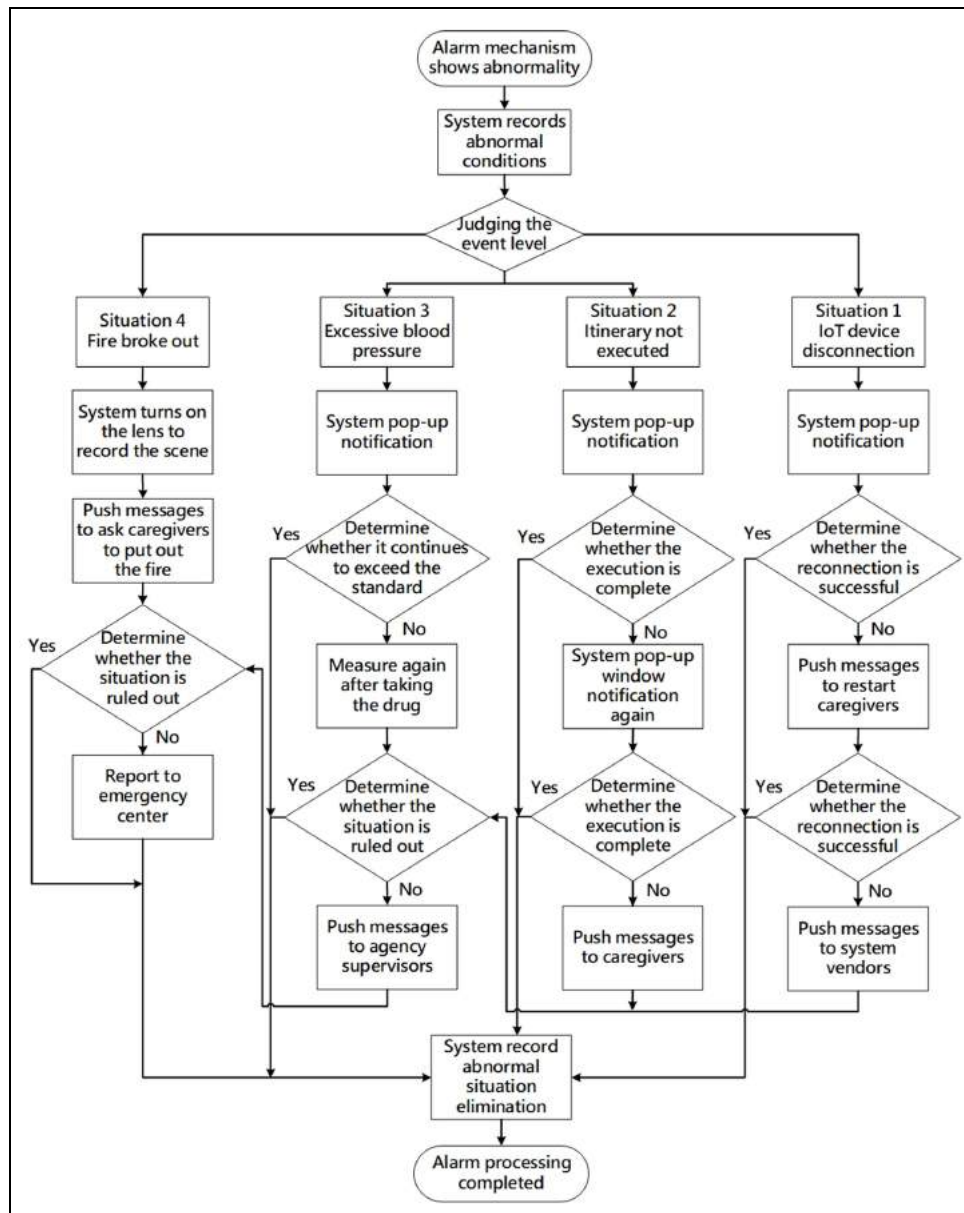 Alarm mechanism
shows abnormality
System records
abnormal
conditions
Judging the
event level
Situation 4
Fire broke out
Situation 3
Excessive blood
pressure
Situation 2
Itinerary not
executed
Situation 1
IoT device
disconnection
System turns on
the lens to
record the scene
System pop-up
notification
System pop-up
notification
System pop-up
notification
Push messages
to ask caregivers
to put out
the fire
Yes
Determine
whether it continues
to exceed the
standard
No
Yes
Determine
whether the
execution is
complete
No
Yes
Determine
whether the
reconnection is
successful
No
Yes
Determine
whether the
situation is
ruled out
No
Measure again
after taking
the drug
System pop-up
window
notification
again
Push messages
to restart
caregivers
Report to
emergency
center
Yes
Determine
whether the
situation is
ruled out
No
Yes
Determine
whether the
execution is
complete
No
Yes
Determine
whether the
reconnection is
successful
No
Push messages
to agency
supervisors
Push messages
to caregivers
Push messages
to system
vendors
System record
abnormal
situation
elimination
Alarm processing
completed